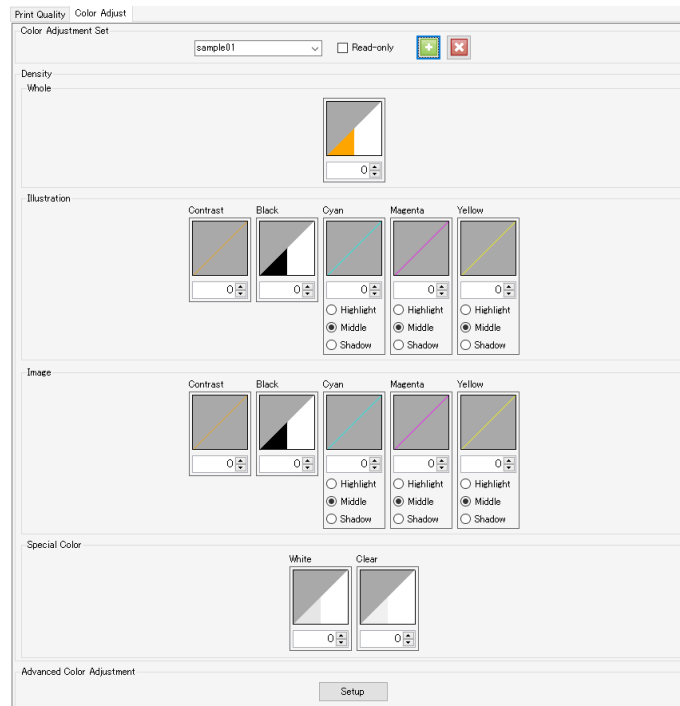 Print Quality Color Adjust
Color Adjustment Set
sample01 Read-only
Density
Whole
0
Illustration
Contrast Black Cyan Magenta Yellow
0 0 0 0 0
Highlight Highlight Highlight
Middle Middle Middle
Shadow Shadow Shadow
Image
Contrast Black Cyan Magenta Yellow
0 0 0 0 0
Highlight Highlight Highlight
Middle Middle Middle
Shadow Shadow Shadow
Special Color
White Clear
0 0
Advanced Color Adjustment
Setup